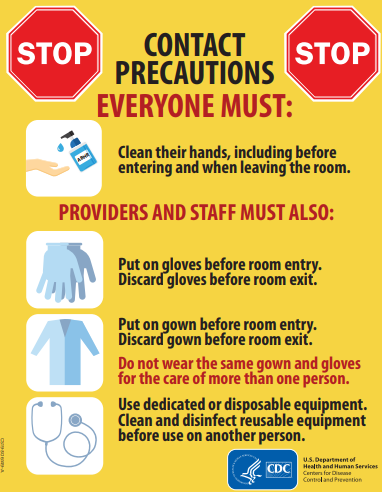 STOP
CONTACT
PRECAUTIONS
STOP
EVERYONE MUST:
Clean their hands, including before
entering and when leaving the room.
PROVIDERS AND STAFF MUST ALSO:
Put on gloves before room entry.
Discard gloves before room exit.
Put on gown before room entry.
Discard gown before room exit.
Do not wear the same gown and gloves
for the care of more than one person.
Use dedicated or disposable equipment.
Clean and disinfect reusable equipment
before use on another person.
CDC
U.S. Department of
Health and Human Services
Centers for Disease
Control and Prevention